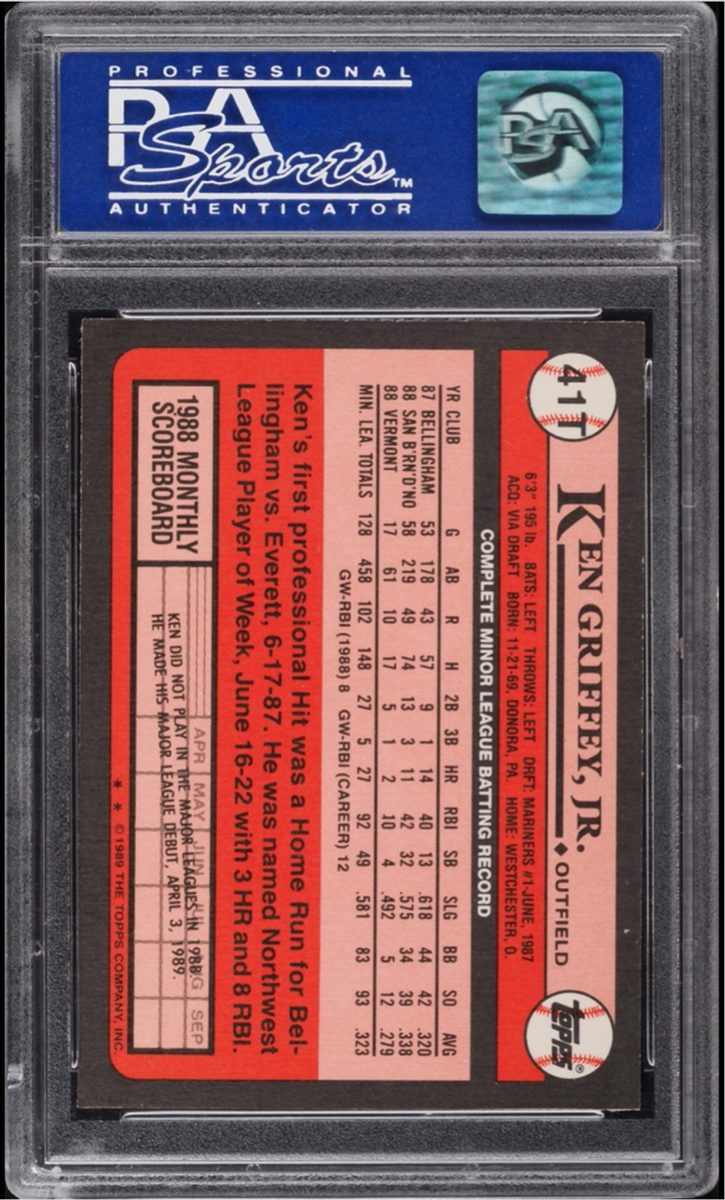 PROFESSIONAL
PSA
Sports™
AUTHENTICATOR
PSA
41T
KEN GRIFFEY, JR. ♦ OUTFIELD
topps®
6'3" 195 lb. BATS: LEFT THROWS: LEFT DRFT: MARINERS #1-JUNE, 1987
ACQ: VIA DRAFT BORN: 11-21-69, DONORA, PA. HOME: WESTCHESTER, O.
COMPLETE MINOR LEAGUE BATTING RECORD
YR CLUB G AB R H 2B 3B HR RBI SB SLG BB SO AVG
87 BELLINGHAM 53 178 43 57 9 1 14 40 13 .618 44 42 .320
88 SAN B'RN'D'NO 58 219 49 74 13 3 11 42 32 .575 34 39 .338
88 VERMONT 17 61 10 17 5 1 2 10 4 .492 5 12 .279
MIN. LEA. TOTALS 128 458 102 148 27 5 27 92 49 .581 83 93 .323
GW-RBI (1988) 8 GW-RBI (CAREER) 12
Ken's first professional Hit was a Home Run for Bel-
lingham vs. Everett, 6-17-87. He was named Northwest
League Player of Week, June 16-22 with 3 HR and 8 RBI.
1988 MONTHLY
SCOREBOARD
APR MAY JUN JUL AUG SEP
KEN DID NOT PLAY IN THE MAJOR LEAGUES IN 1988.
HE MADE HIS MAJOR LEAGUE DEBUT, APRIL 3, 1989.
* * © 1989 THE TOPPS COMPANY, INC.